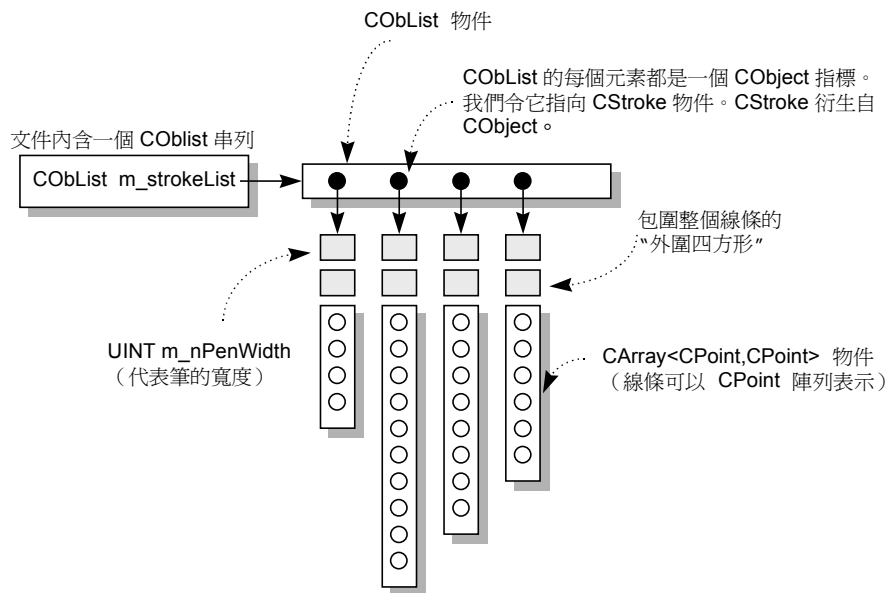 CObList 物件
CObList 的每個元素都是一個 CObject 指標。
我們令它指向 CStroke 物件。CStroke 衍生自
CObject。
文件內含一個 COblist 串列
CObList m_strokeList
包圍整個線條的
“外圍四方形”
UINT m_nPenWidth
（代表筆的寬度）
CArray<CPoint,CPoint> 物件
（線條可以 CPoint 陣列表示）